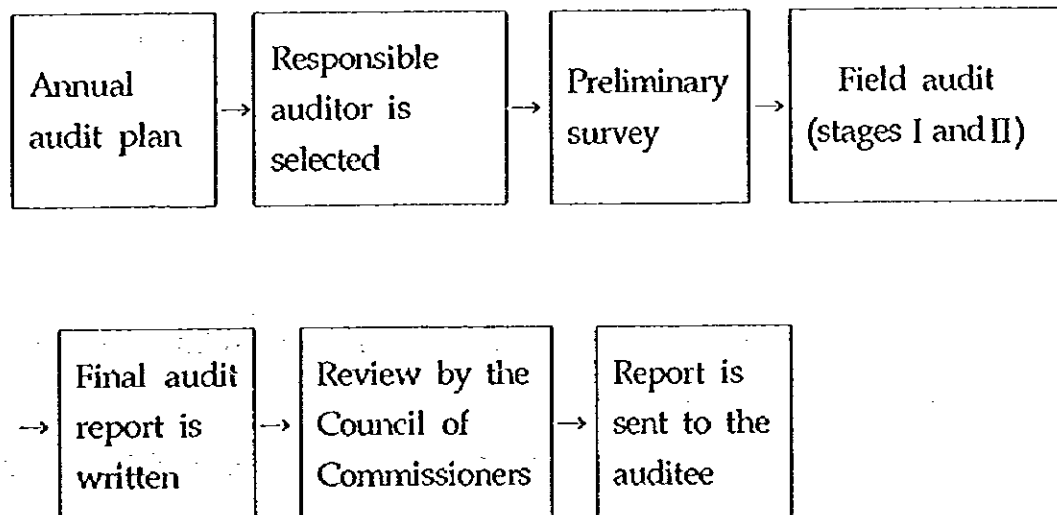 Annual
audit plan
→
Responsible
auditor is
selected
→
Preliminary
survey
→
Field audit
(stages I and II)
→
Final audit
report is
written
→
Review by the
Council of
Commissioners
→
Report is
sent to the
auditee